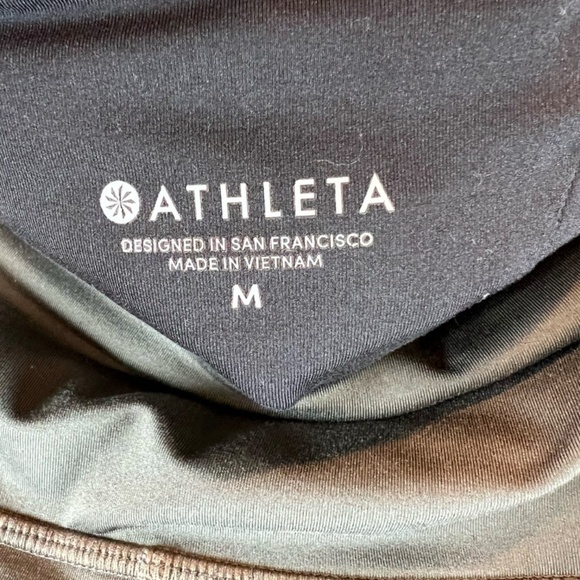 ATHLETA
DESIGNED IN SAN FRANCISCO
MADE IN VIETNAM
M